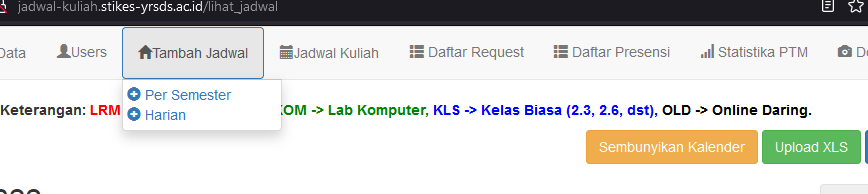 jadwal-kuliah.stikes-yrsds.ac.id/lihat_jadwal
Data Users Tambah Jadwal Jadwal Kuliah Daftar Request Daftar Presensi Statistika PTM
Per Semester
Harian
Keterangan: LRM KOM -> Lab Komputer, KLS -> Kelas Biasa (2.3, 2.6, dst), OLD -> Online Daring.
Sembunyikan Kalender Upload XLS